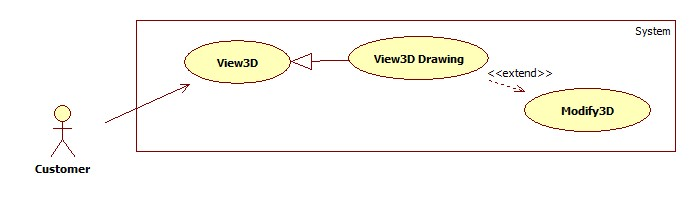 System
View3D
View3D Drawing
<<extend>>
Modify3D
Customer